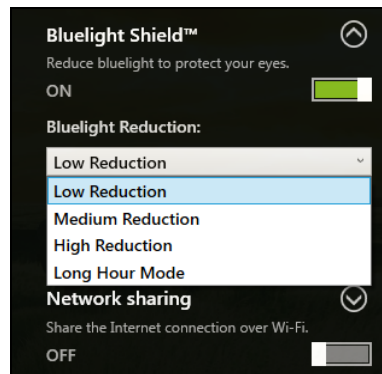 Bluelight Shield™
Reduce bluelight to protect your eyes.
ON
Bluelight Reduction:
Low Reduction
Low Reduction
Medium Reduction
High Reduction
Long Hour Mode
Network sharing
Share the Internet connection over Wi-Fi.
OFF